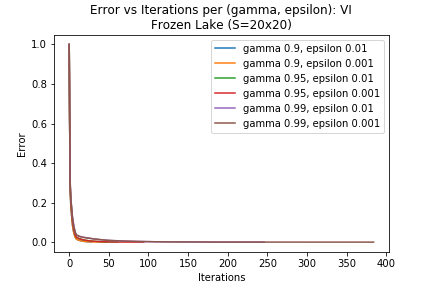 Error vs Iterations per (gamma, epsilon): VI
Frozen Lake (S=20x20)
1.0
0.8
0.6
0.4
0.2
0.0
Error
gamma 0.9, epsilon 0.01
gamma 0.9, epsilon 0.001
gamma 0.95, epsilon 0.01
gamma 0.95, epsilon 0.001
gamma 0.99, epsilon 0.01
gamma 0.99, epsilon 0.001
0 50 100 150 200 250 300 350 400
Iterations